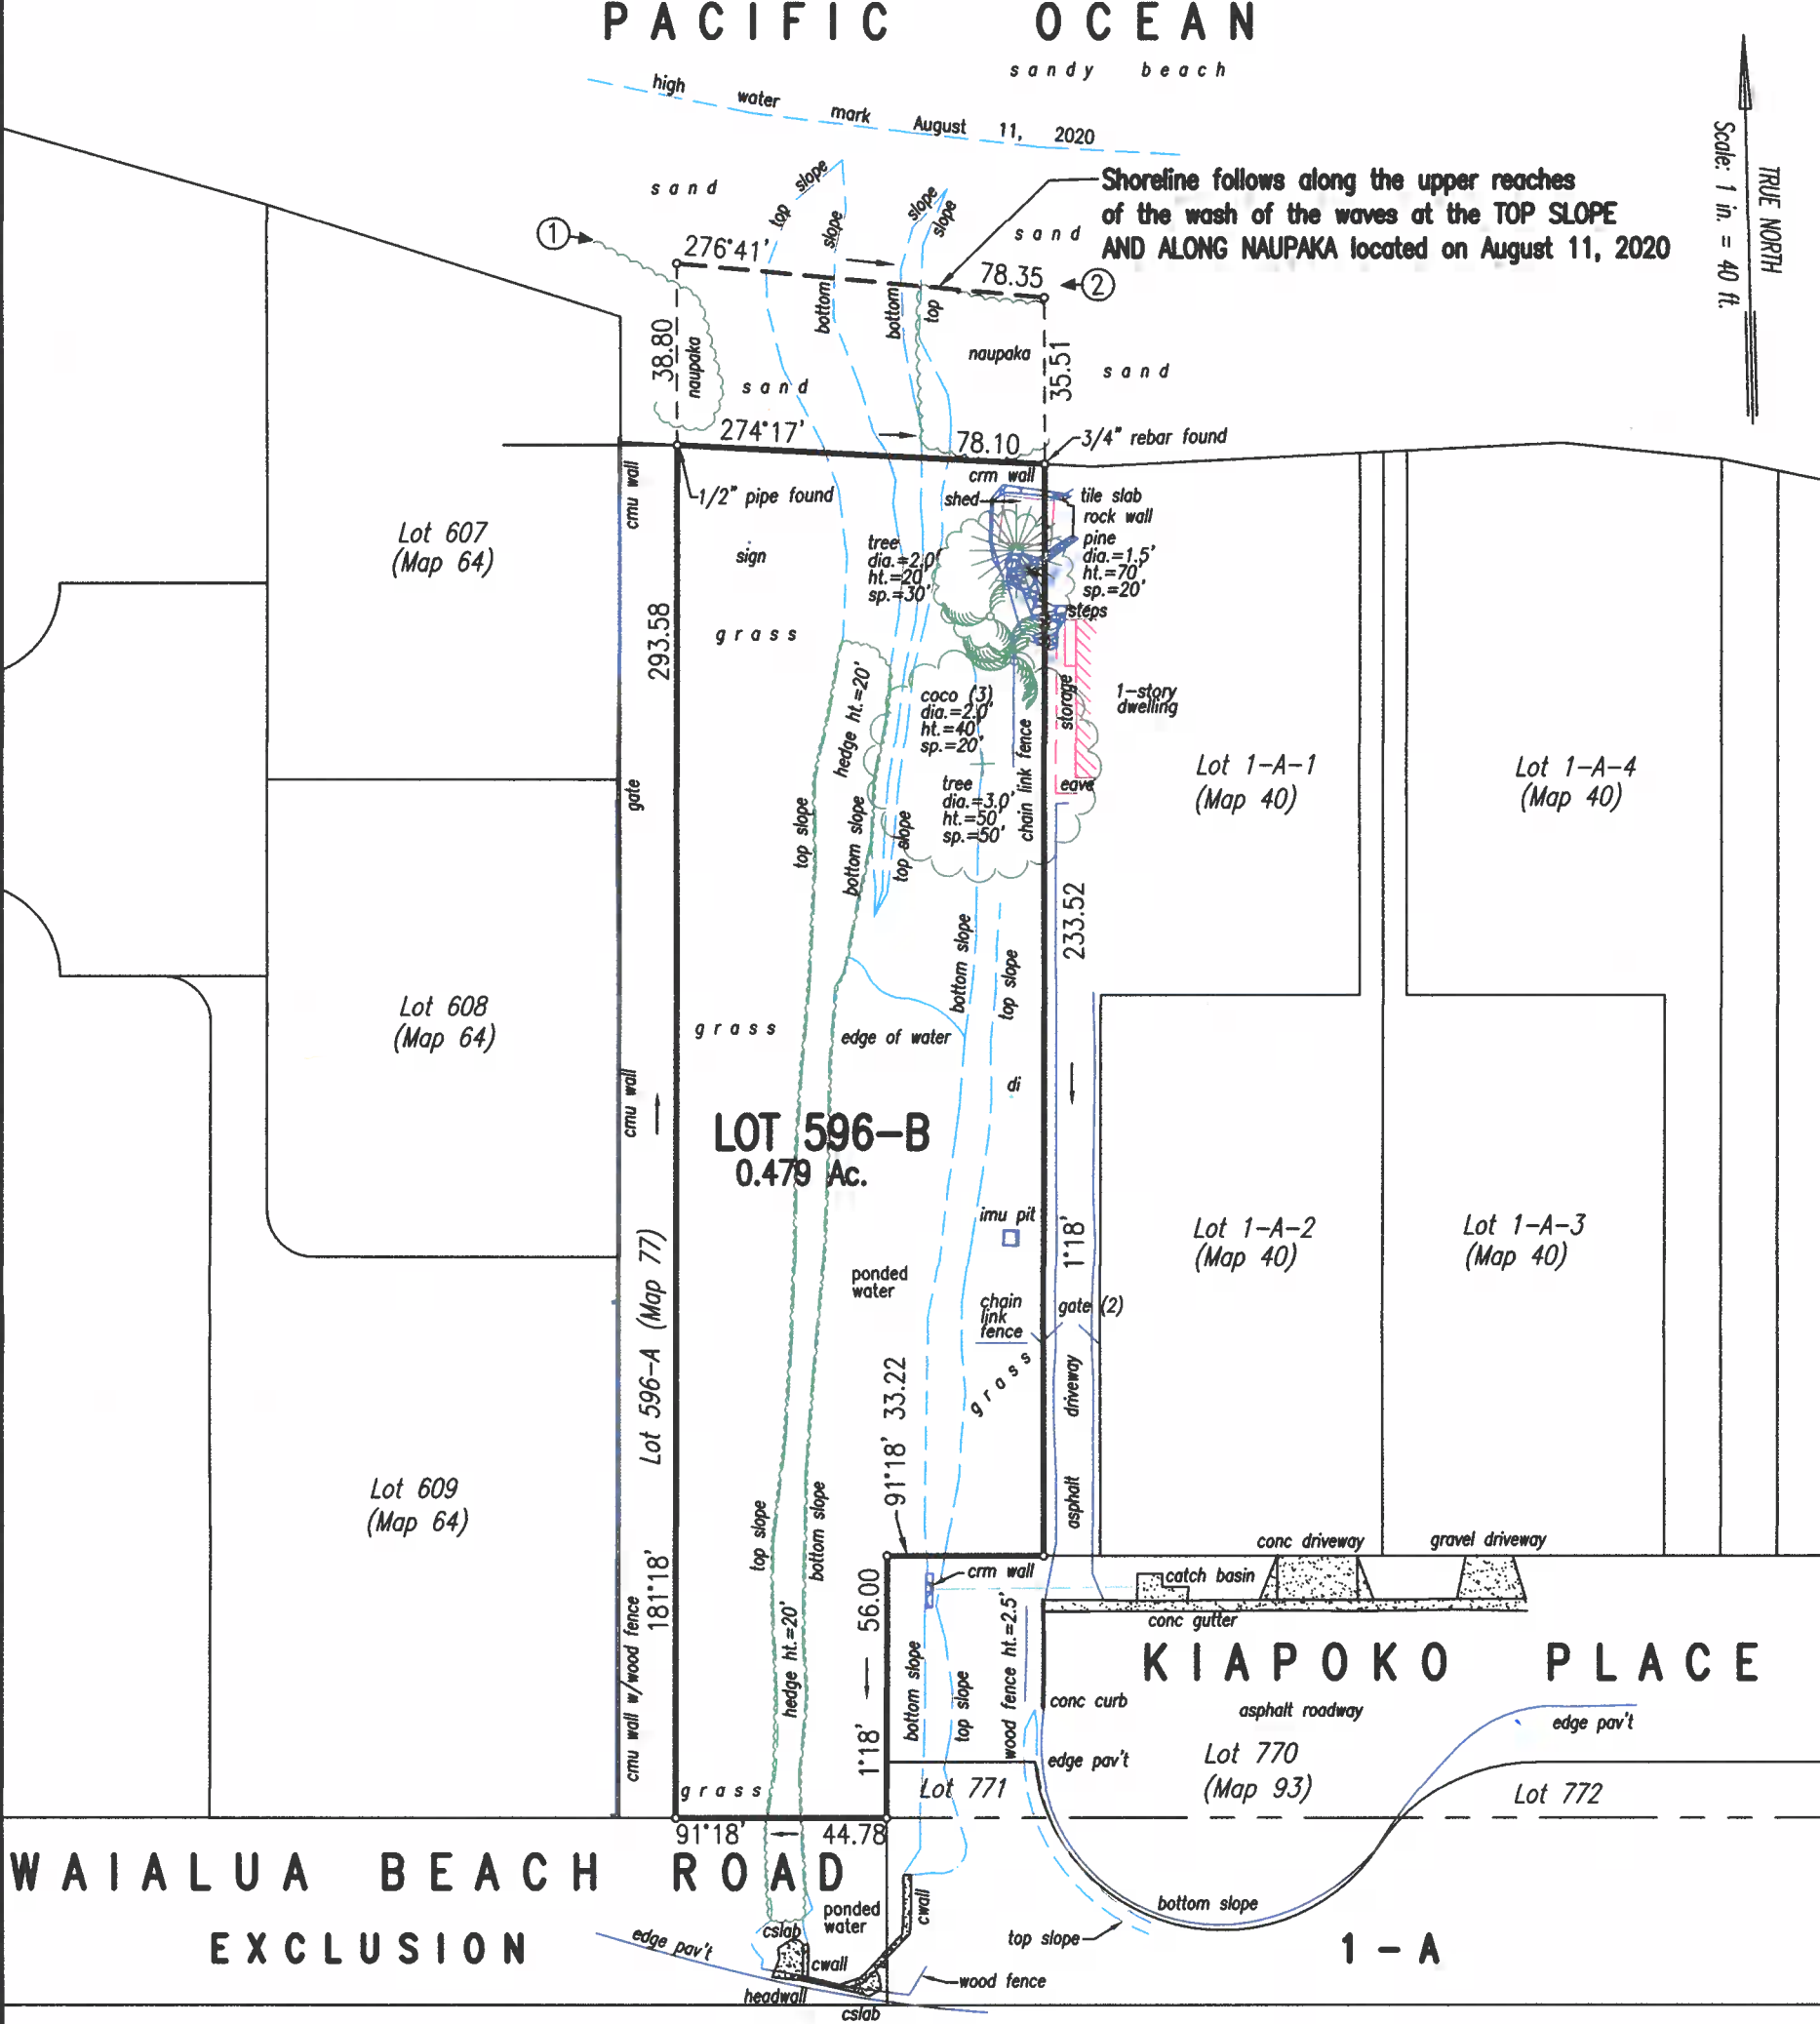 PACIFIC OCEAN
sandy beach
high water mark August 11, 2020
TRUE NORTH
Scale: 1 in. = 40 ft.
Shoreline follows along the upper reaches
of the wash of the waves at the TOP SLOPE
AND ALONG NAUPAKA located on August 11, 2020
sand
top slope
bottom slope
slope
slope
sand
1
276°41'
78.35
2
bottom
bottom
top
38.80
naupaka
sand
naupaka
35.51
sand
274°17'
78.10
3/4" rebar found
1/2" pipe found
crm wall
shed
tile slab
rock wall
pine
dia.=1.5'
ht.=70'
sp.=20'
steps
cmu wall
Lot 607
(Map 64)
sign
tree
dia.=2.0'
ht.=20'
sp.=30'
grass
293.58
hedge ht.=20'
coco (3)
dia.=2.0'
ht.=40'
sp.=20'
storage
1-story
dwelling
chain link fence
eave
tree
dia.=3.0'
ht.=50'
sp.=50'
gate
top slope
bottom slope
top slope
Lot 1-A-1
(Map 40)
Lot 1-A-4
(Map 40)
233.52
bottom slope
top slope
Lot 608
(Map 64)
grass
edge of water
di
cmu wall
LOT 596-B
0.479 Ac.
imu pit
1°18'
Lot 1-A-2
(Map 40)
Lot 1-A-3
(Map 40)
Lot 596-A (Map 77)
ponded
water
chain
link
fence
gate (2)
grass
driveway
asphalt
91°18' 33.22
Lot 609
(Map 64)
top slope
bottom slope
181°18'
cmu wall w/wood fence
hedge ht.=20'
56.00
1°18'
crm wall
catch basin
conc driveway
gravel driveway
conc gutter
bottom slope
top slope
wood fence ht.=2.5'
KIAPOKO PLACE
conc curb
asphalt roadway
edge pav't
edge pav't
Lot 770
(Map 93)
grass
Lot 771
Lot 772
91°18'
44.78
WAIALUA BEACH ROAD
EXCLUSION
1-A
ponded
water
cwall
cslab
cwall
edge pav't
headwall
cslab
wood fence
top slope
bottom slope